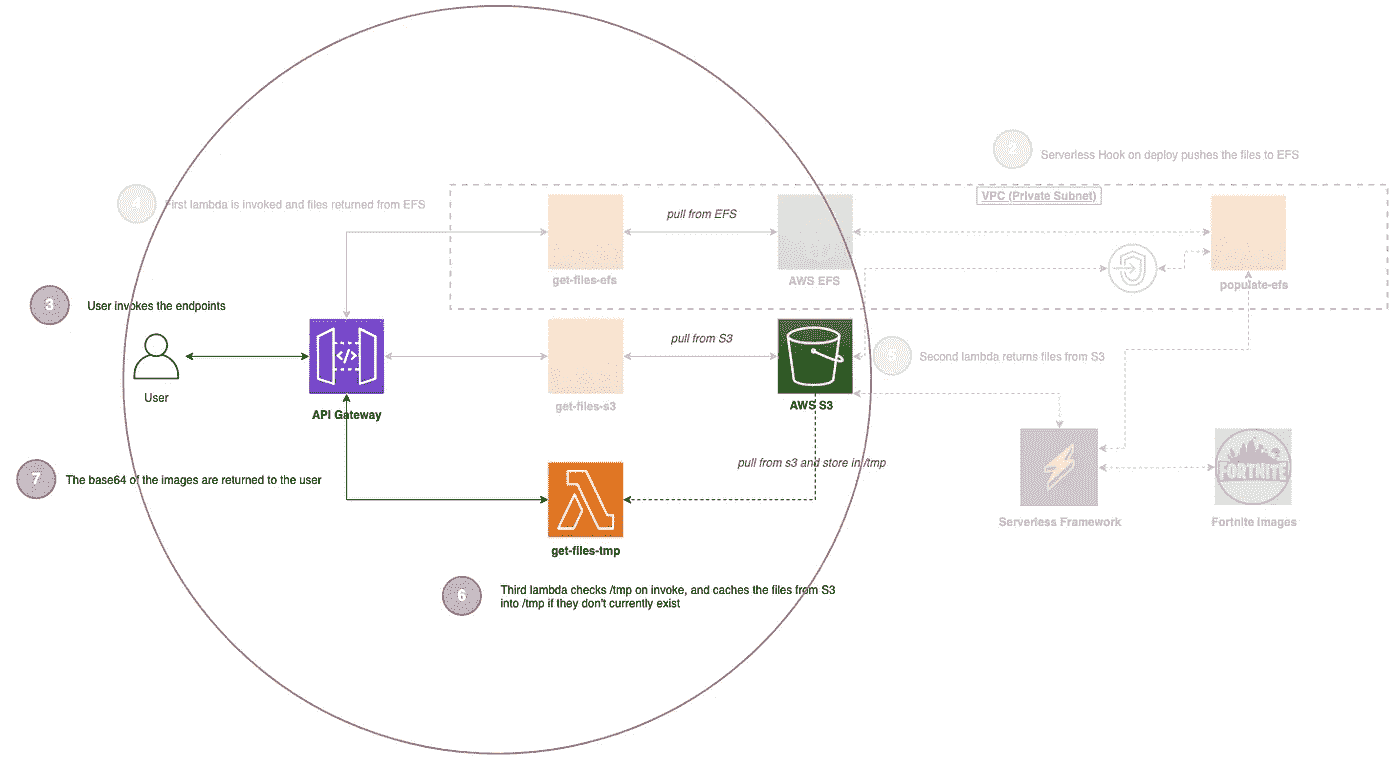 2
Serverless Hook on deploy pushes the files to EFS
VPC (Private Subnet)
4
First lambda is invoked and files returned from EFS
pull from EFS
get-files-efs
AWS EFS
populate-efs
3
User invokes the endpoints
pull from S3
</>
5
Second lambda returns files from S3
User
API Gateway
get-files-s3
AWS S3
pull from s3 and store in /tmp
7
The base64 of the images are returned to the user
FORTNITE
Serverless Framework
Fortnite Images
get-files-tmp
6
Third lambda checks /tmp on invoke, and caches the files from S3
into /tmp if they don't currently exist